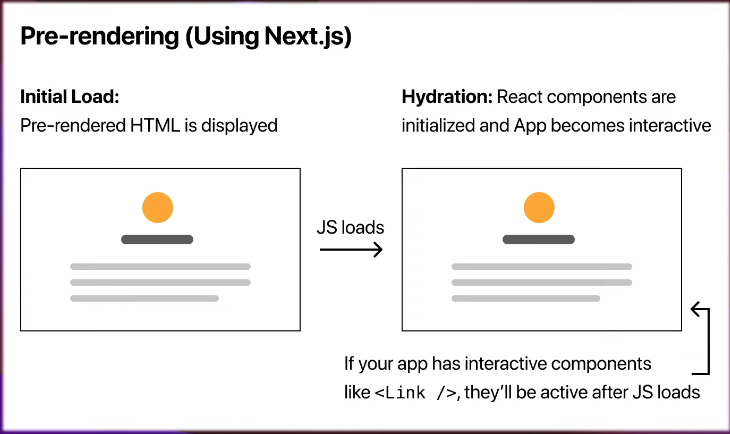 Pre-rendering (Using Next.js)
Initial Load:
Pre-rendered HTML is displayed
Hydration: React components are
initialized and App becomes interactive
JS loads
If your app has interactive components
like <Link />, they'll be active after JS loads